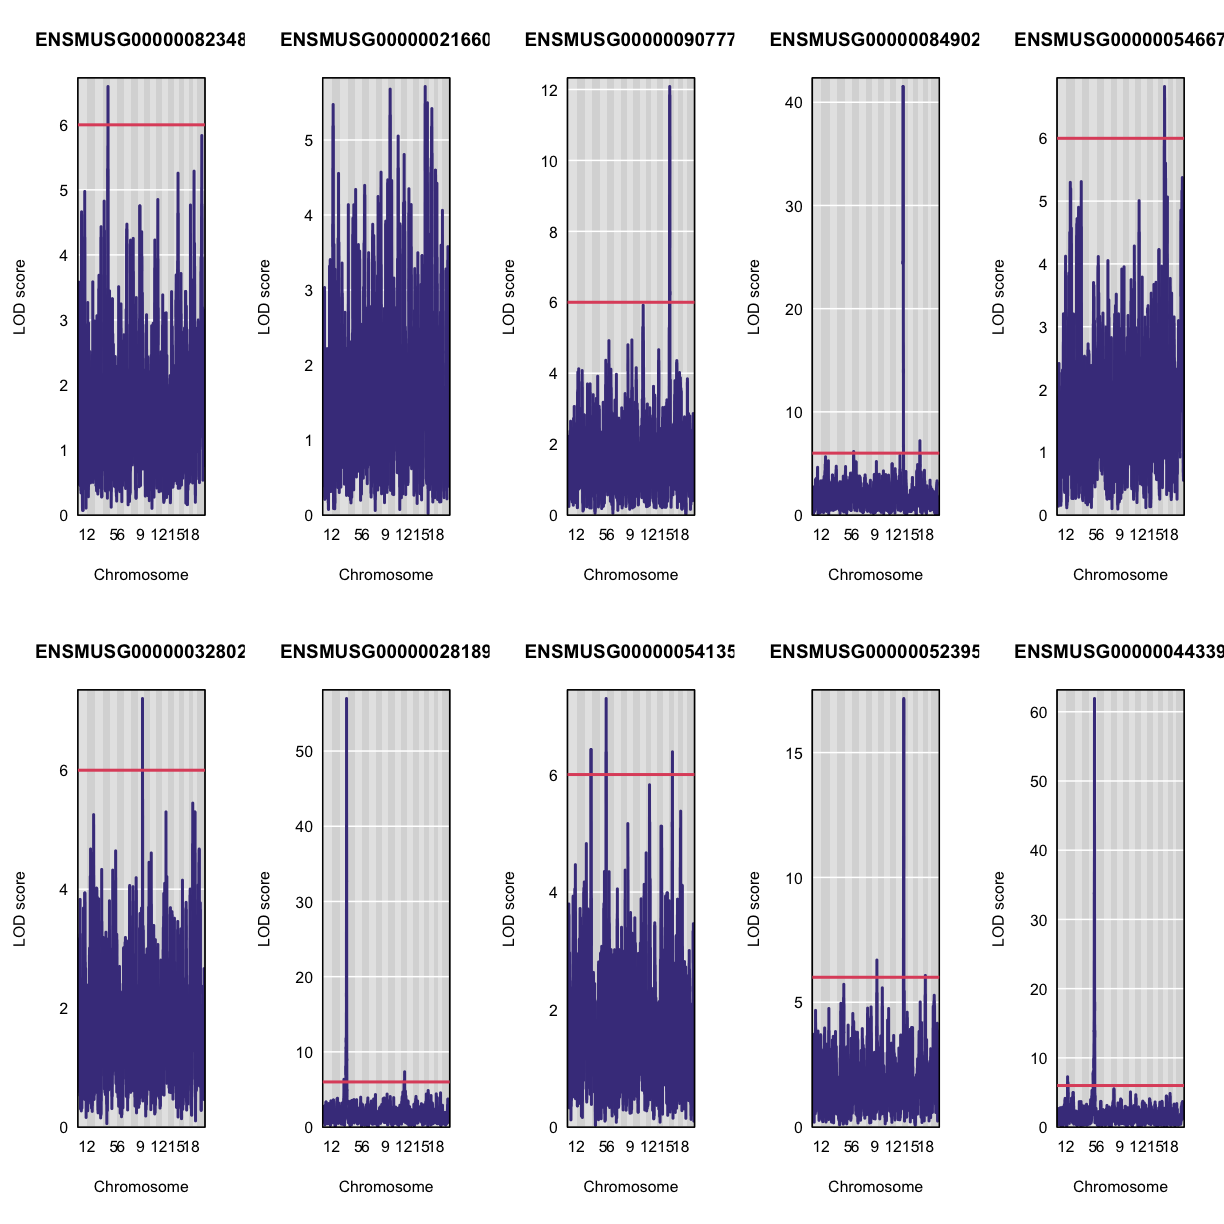 ENSMUSG00000082348 ENSMUSG00000021660 ENSMUSG00000090777 ENSMUSG00000084902 ENSMUSG00000054667
LOD score
0 1 2 3 4 5 6
12 56 9 121518
Chromosome
LOD score
0 1 2 3 4 5
12 56 9 121518
Chromosome
LOD score
0 2 4 6 8 10 12
12 56 9 121518
Chromosome
LOD score
0 10 20 30 40
12 56 9 121518
Chromosome
LOD score
0 1 2 3 4 5 6
12 56 9 121518
Chromosome
ENSMUSG00000032802 ENSMUSG00000028189 ENSMUSG00000054135 ENSMUSG00000052395 ENSMUSG00000044339
LOD score
0 2 4 6
12 56 9 121518
Chromosome
LOD score
0 10 20 30 40 50
12 56 9 121518
Chromosome
LOD score
0 2 4 6
12 56 9 121518
Chromosome
LOD score
0 5 10 15
12 56 9 121518
Chromosome
LOD score
0 10 20 30 40 50 60
12 56 9 121518
Chromosome